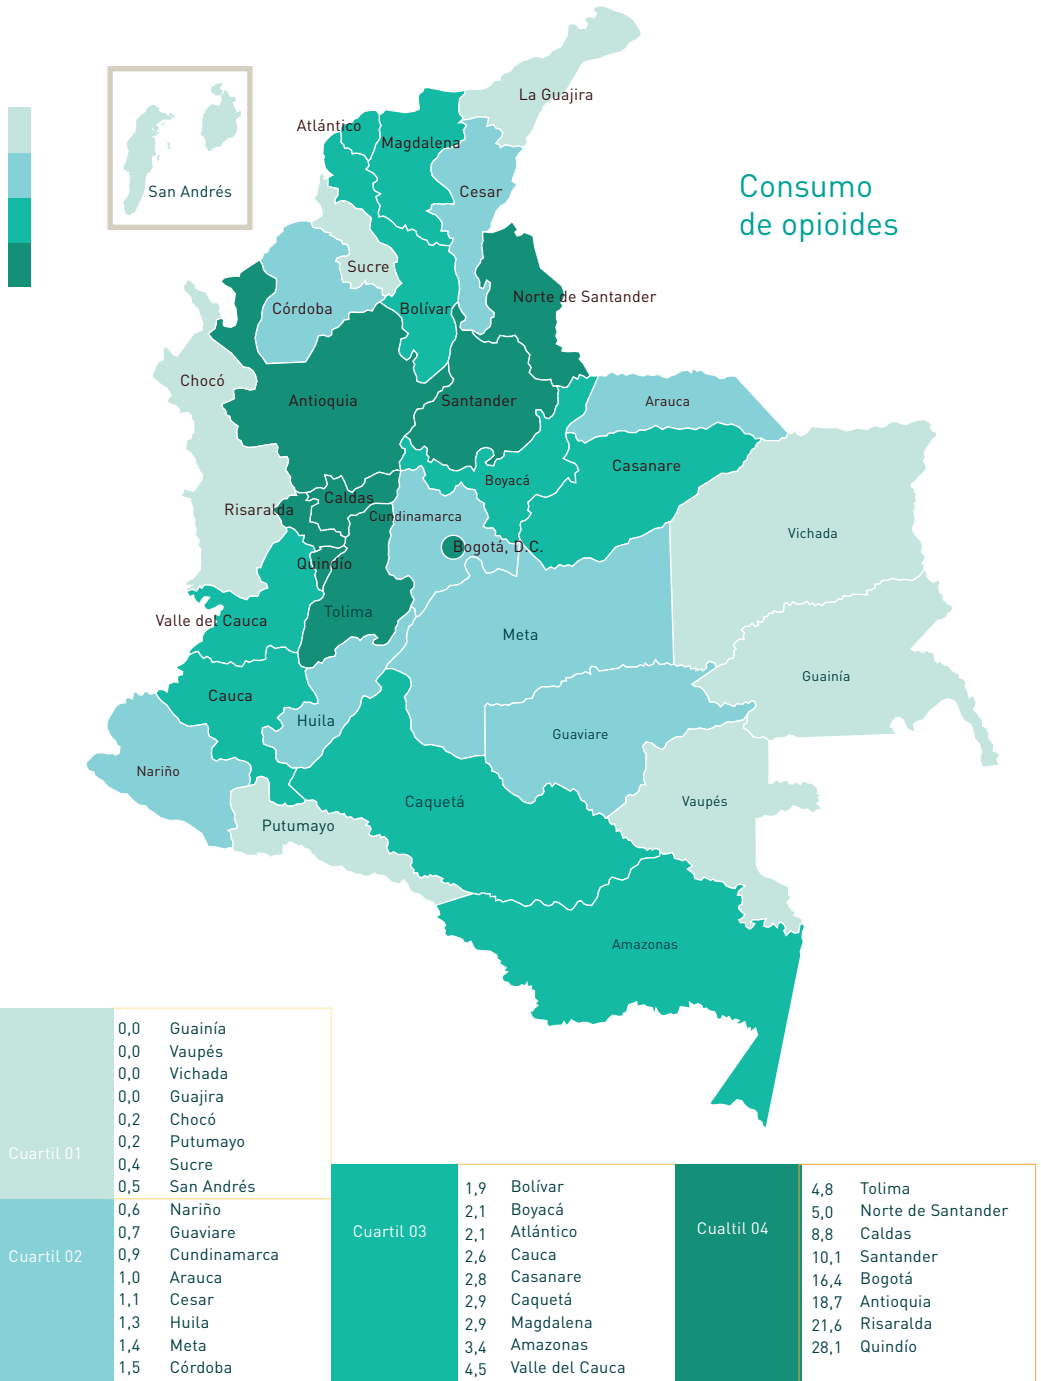 La Guajira
Atlántico
Magdalena
San Andrés
Cesar
Consumo
de opioides
Sucre
Norte de Santander
Córdoba
Bolívar
Chocó
Antioquia
Santander
Arauca
Casanare
Boyacá
Caldas
Risaralda
Cundinamarca
Vichada
Bogotá, D.C.
Quindío
Tolima
Valle del Cauca
Meta
Guainía
Cauca
Huila
Guaviare
Nariño
Caquetá
Vaupés
Putumayo
Amazonas
Cuartil 01
0,0 Guainía
0,0 Vaupés
0,0 Vichada
0,0 Guajira
0,2 Chocó
0,2 Putumayo
0,4 Sucre
0,5 San Andrés
Cuartil 02
0,6 Nariño
0,7 Guaviare
0,9 Cundinamarca
1,0 Arauca
1,1 Cesar
1,3 Huila
1,4 Meta
1,5 Córdoba
Cuartil 03
1,9 Bolívar
2,1 Boyacá
2,1 Atlántico
2,6 Cauca
2,8 Casanare
2,9 Caquetá
2,9 Magdalena
3,4 Amazonas
4,5 Valle del Cauca
Cualtil 04
4,8 Tolima
5,0 Norte de Santander
8,8 Caldas
10,1 Santander
16,4 Bogotá
18,7 Antioquia
21,6 Risaralda
28,1 Quindío